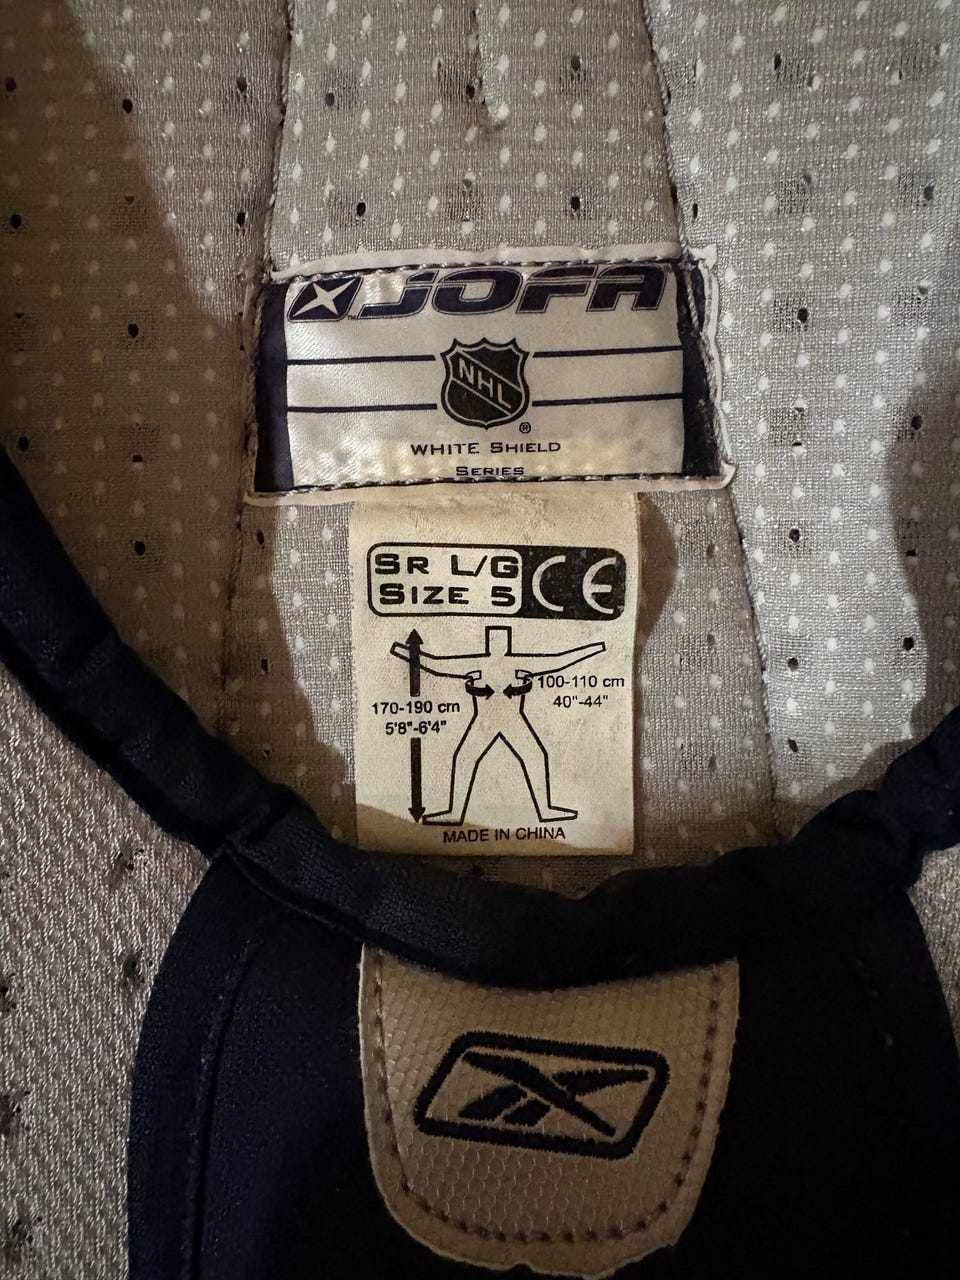 JOFA
NHL
®
WHITE SHIELD
SERIES
SR L/G
SIZE 5
CE
100-110 cm
40"-44"
170-190 cm
5'8"-6'4"
MADE IN CHINA